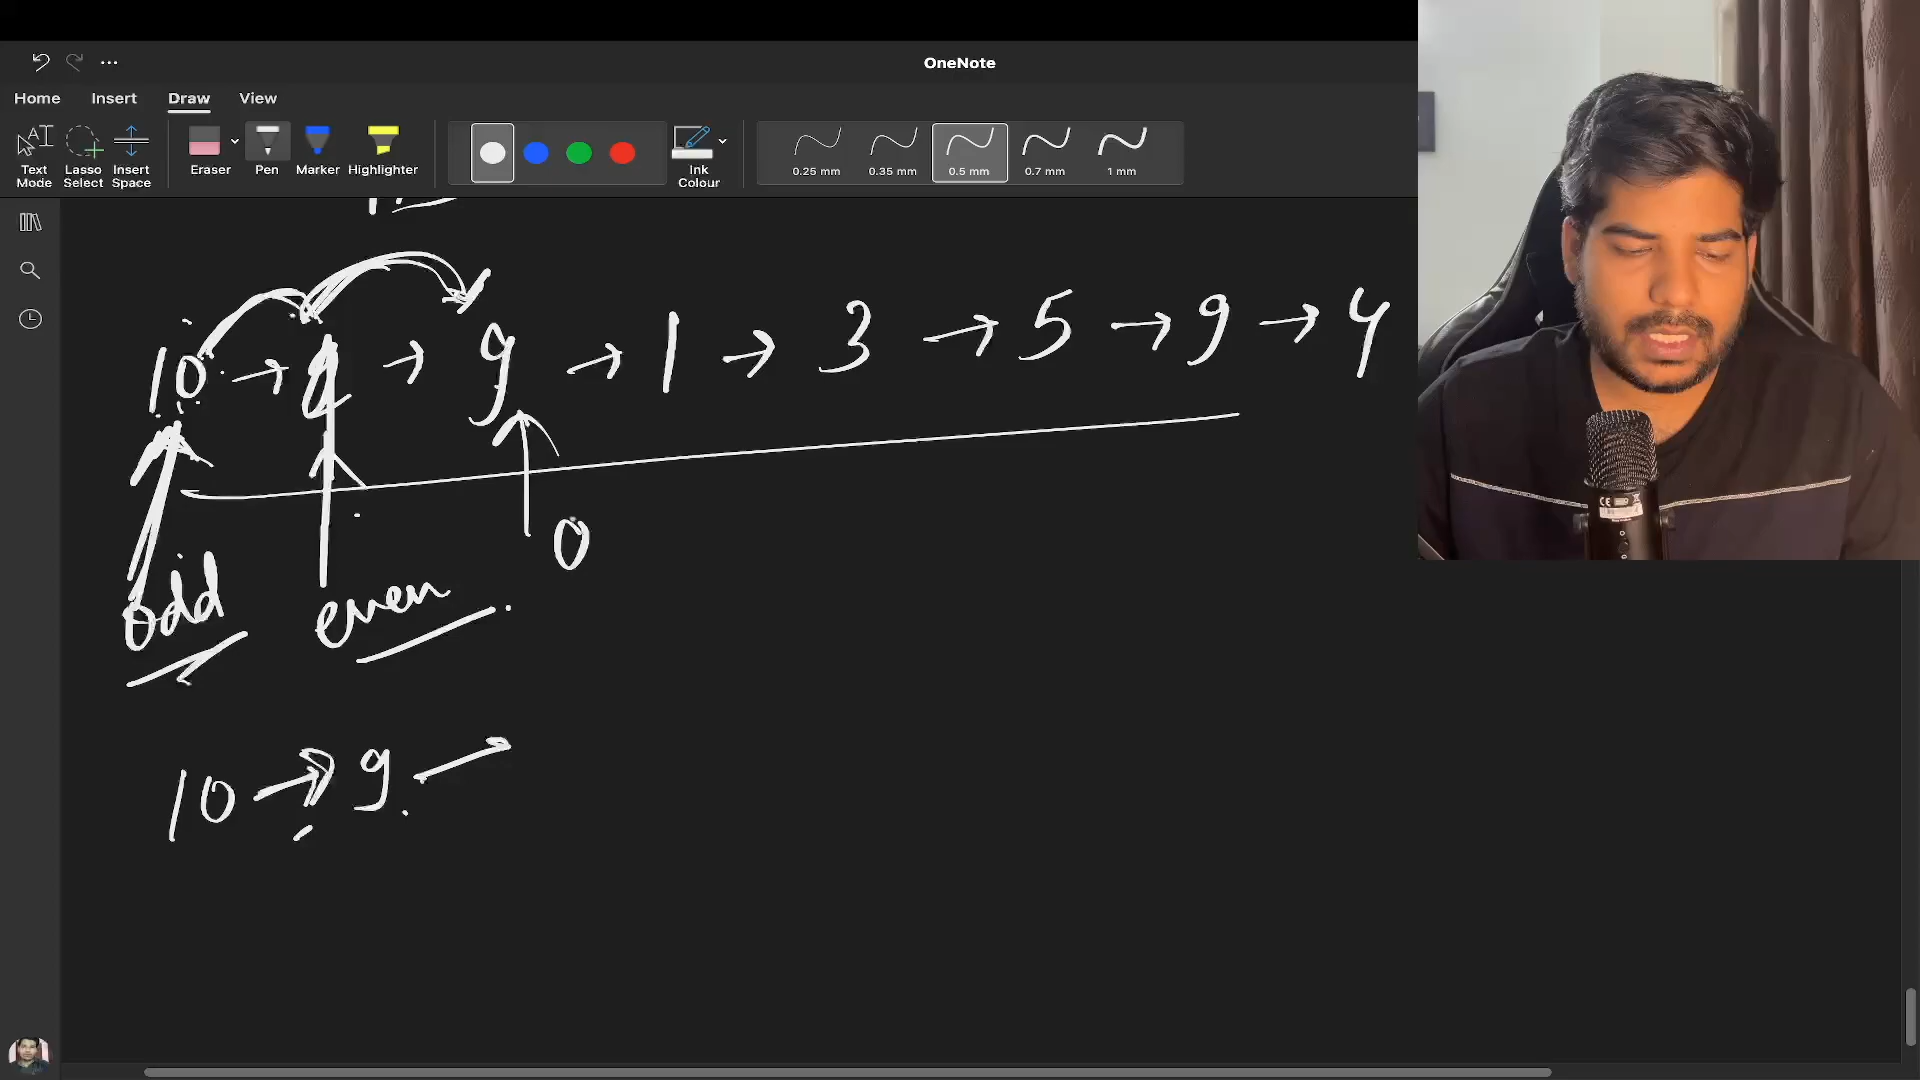 OneNote
Home Insert Draw View
Text Mode Lasso Select Insert Space Eraser Pen Marker Highlighter Ink Colour 0.25 mm 0.35 mm 0.5 mm 0.7 mm 1 mm
10 → → 9 → 1 → 3 → 5 → 9 → 4
0
odd even
10 → 9 →
CE